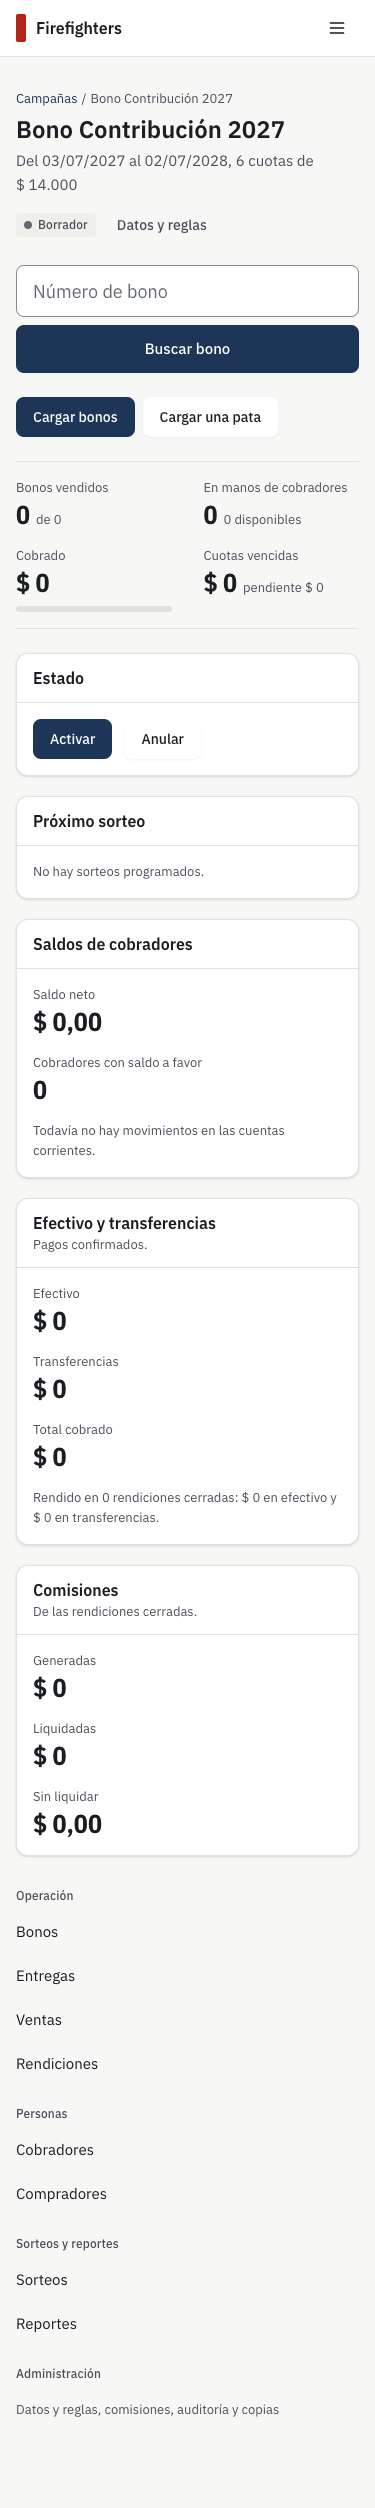 Firefighters
Campañas / Bono Contribución 2027
Bono Contribución 2027
Del 03/07/2027 al 02/07/2028, 6 cuotas de
$ 14.000
Borrador
Datos y reglas
Número de bono
Buscar bono
Cargar bonos
Cargar una pata
Bonos vendidos
0 de 0
En manos de cobradores
0 0 disponibles
Cobrado
$ 0
Cuotas vencidas
$ 0 pendiente $ 0
Estado
Activar
Anular
Próximo sorteo
No hay sorteos programados.
Saldos de cobradores
Saldo neto
$ 0,00
Cobradores con saldo a favor
0
Todavía no hay movimientos en las cuentas
corrientes.
Efectivo y transferencias
Pagos confirmados.
Efectivo
$ 0
Transferencias
$ 0
Total cobrado
$ 0
Rendido en 0 rendiciones cerradas: $ 0 en efectivo y
$ 0 en transferencias.
Comisiones
De las rendiciones cerradas.
Generadas
$ 0
Liquidadas
$ 0
Sin liquidar
$ 0,00
Operación
Bonos
Entregas
Ventas
Rendiciones
Personas
Cobradores
Compradores
Sorteos y reportes
Sorteos
Reportes
Administración
Datos y reglas, comisiones, auditoría y copias